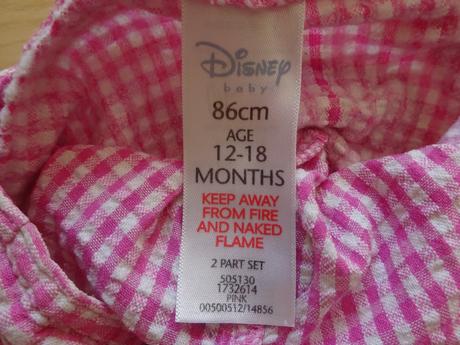 Disney
baby
86cm
AGE
12-18
MONTHS
KEEP AWAY
FROM FIRE
AND NAKED
FLAME
2 PART SET
505130
1732614
PINK
00500512/14856